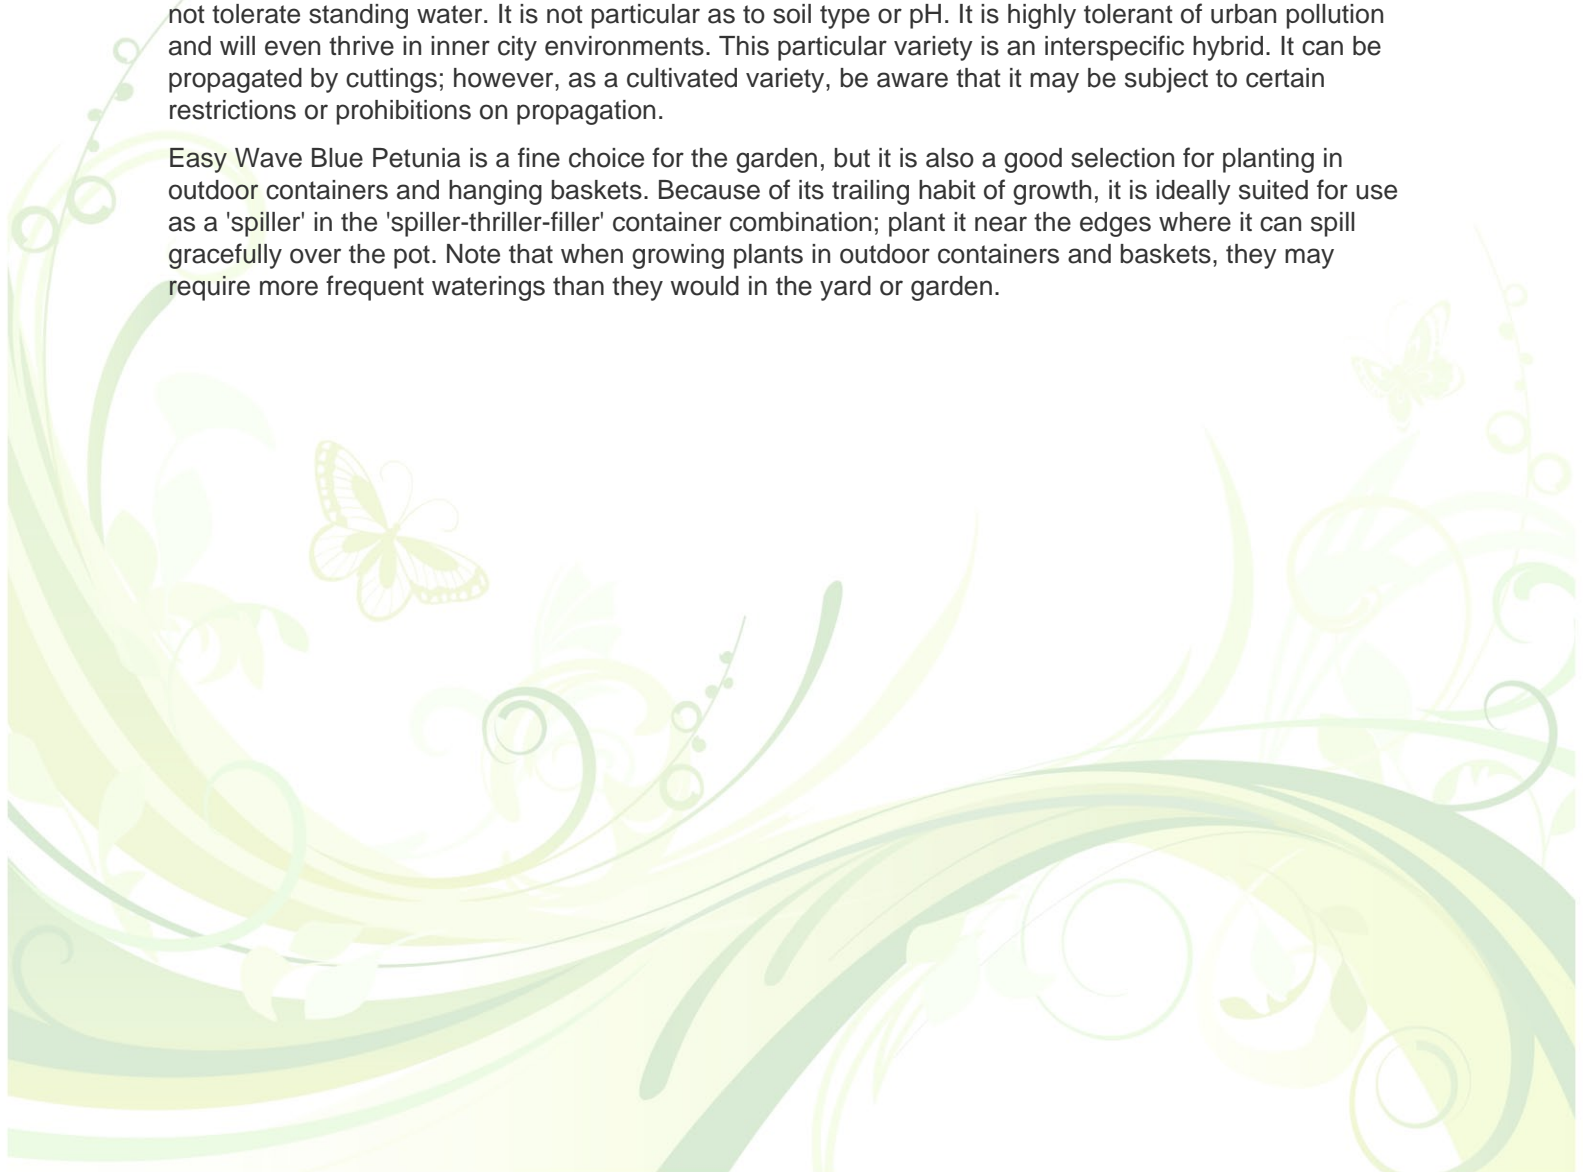 not tolerate standing water. It is not particular as to soil type or pH. It is highly tolerant of urban pollution
and will even thrive in inner city environments. This particular variety is an interspecific hybrid. It can be
propagated by cuttings; however, as a cultivated variety, be aware that it may be subject to certain
restrictions or prohibitions on propagation.
Easy Wave Blue Petunia is a fine choice for the garden, but it is also a good selection for planting in
outdoor containers and hanging baskets. Because of its trailing habit of growth, it is ideally suited for use
as a 'spiller' in the 'spiller-thriller-filler' container combination; plant it near the edges where it can spill
gracefully over the pot. Note that when growing plants in outdoor containers and baskets, they may
require more frequent waterings than they would in the yard or garden.